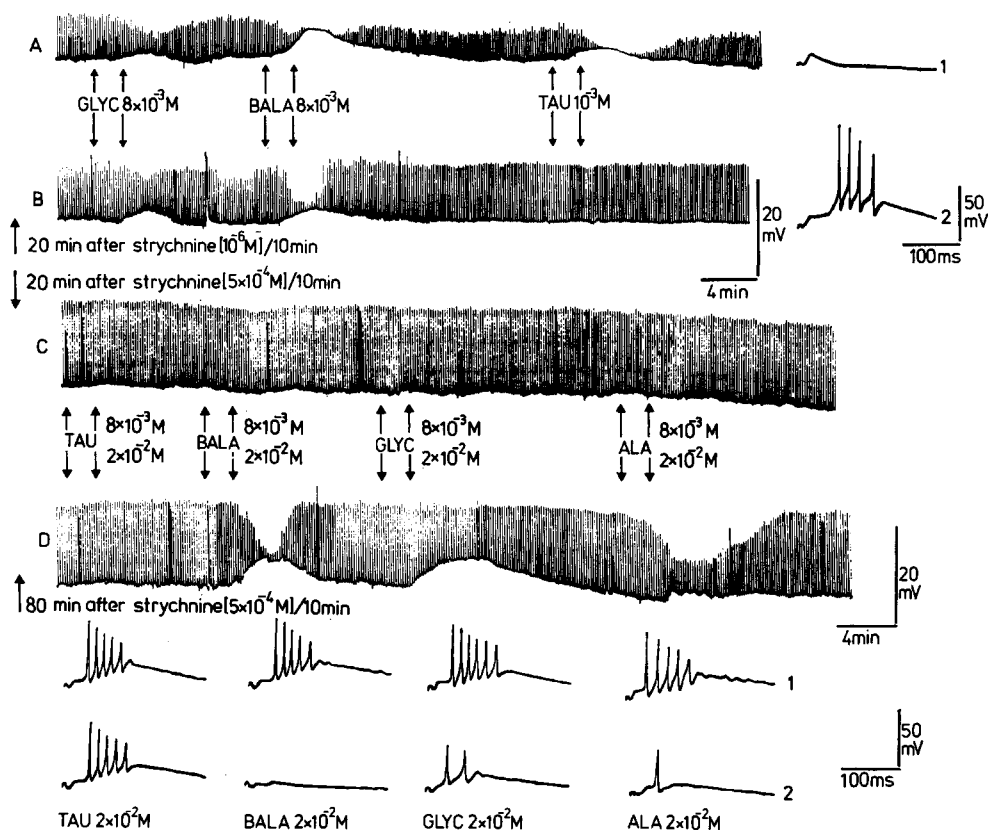 A
1
GLYC 8×10⁻³M
BALA 8×10⁻³M
TAU 10⁻³M
B
20 mV
4 min
2
50 mV
100ms
20 min after strychnine [10⁻⁶M]/10min
20 min after strychnine [5×10⁻⁴M]/10min
C
TAU 8×10⁻³M
2×10⁻²M
BALA 8×10⁻³M
2×10⁻²M
GLYC 8×10⁻³M
2×10⁻²M
ALA 8×10⁻³M
2×10⁻²M
D
20 mV
4min
80 min after strychnine [5×10⁻⁴M]/10min
1
50 mV
100ms
2
TAU 2×10⁻²M
BALA 2×10⁻²M
GLYC 2×10⁻²M
ALA 2×10⁻²M